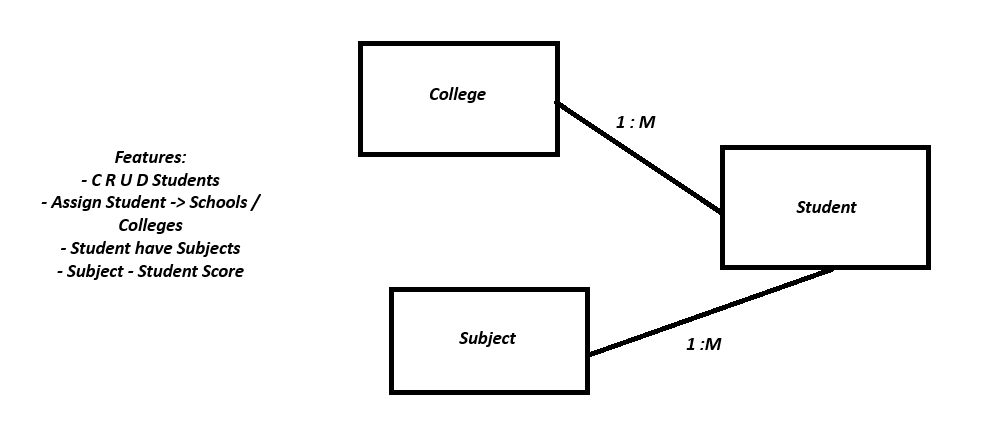 College
1 : M
Features:
- C R U D Students
- Assign Student -> Schools /
Colleges
- Student have Subjects
- Subject - Student Score
Student
Subject
1 :M